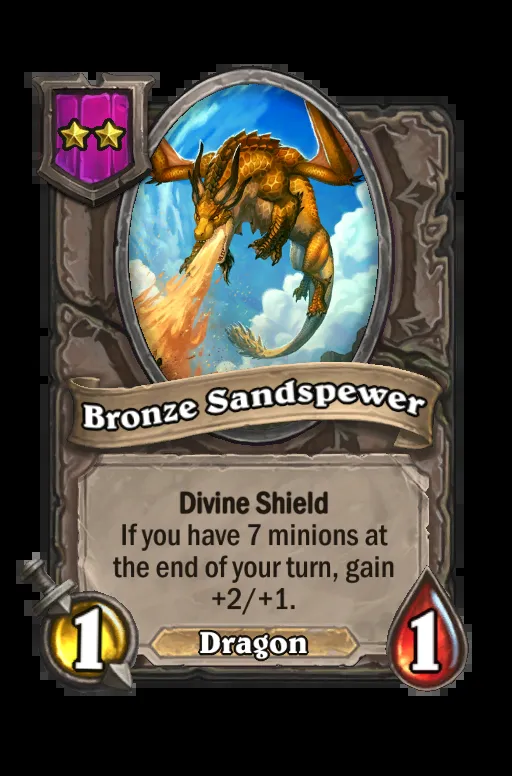 Bronze Sandspewer
Divine Shield
If you have 7 minions at
the end of your turn, gain
+2/+1.
1
Dragon
1